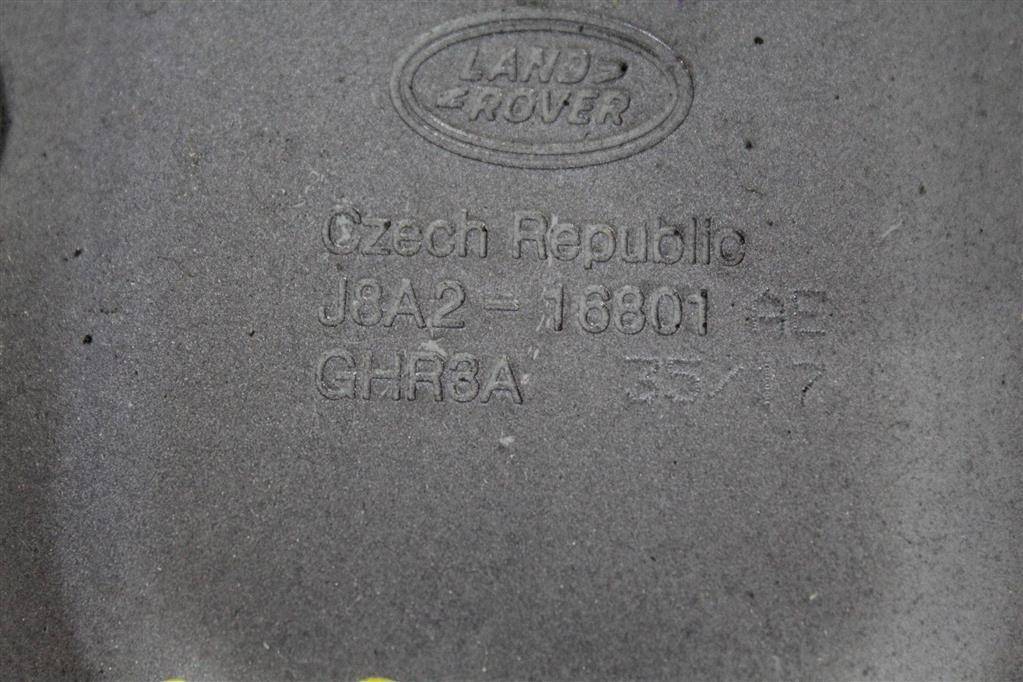 LAND
ROVER
Czech Republic
J8A2-16801 AE
GHR3A 35/17